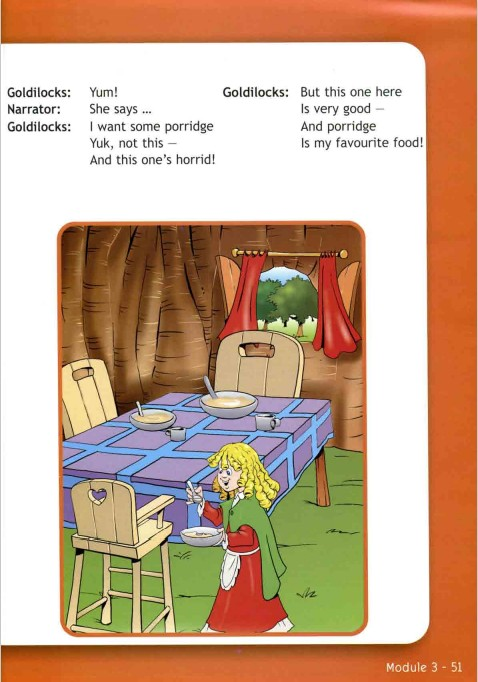 Goldilocks: Yum!
Narrator: She says ...
Goldilocks: I want some porridge
Yuk, not this –
And this one's horrid!
Goldilocks: But this one here
Is very good –
And porridge
Is my favourite food!
Module 3 - 51